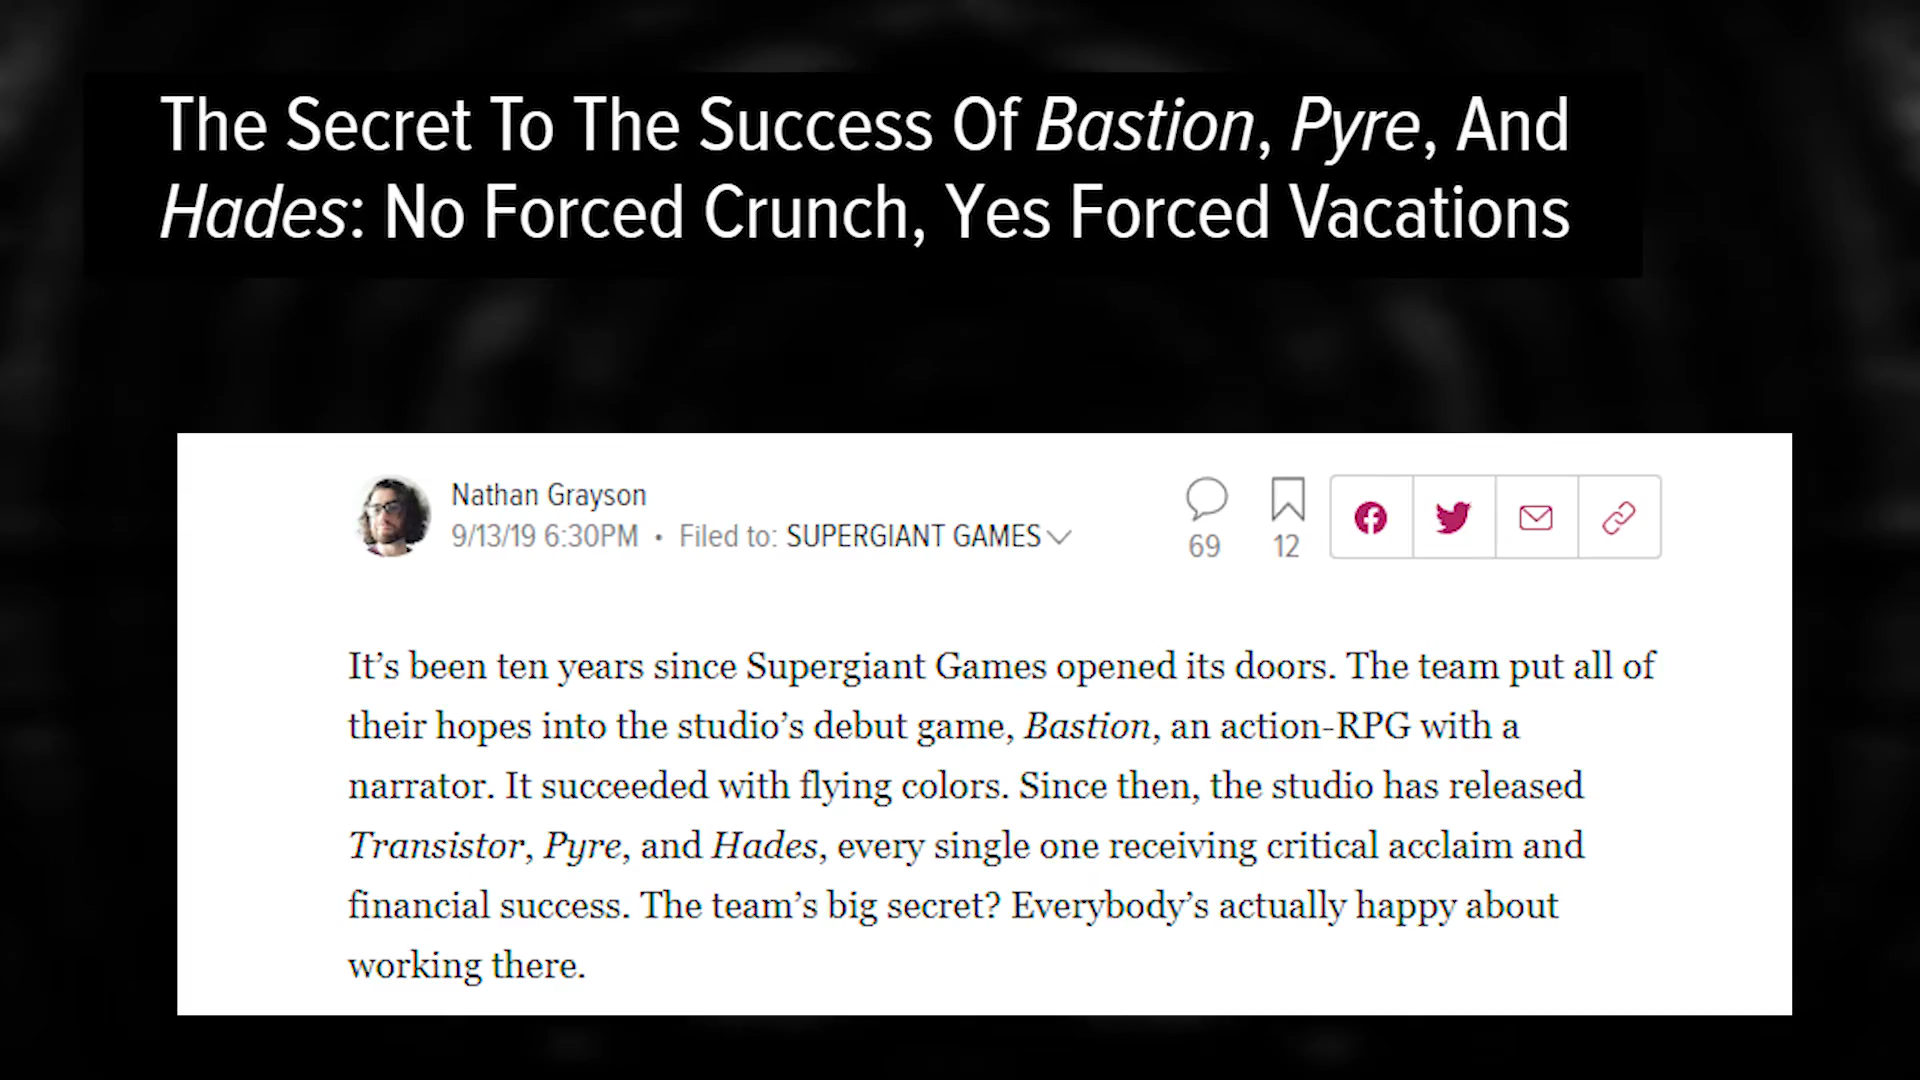 The Secret To The Success Of Bastion, Pyre, And
Hades: No Forced Crunch, Yes Forced Vacations
Nathan Grayson
9/13/19 6:30PM • Filed to: SUPERGIANT GAMES
69
12
It’s been ten years since Supergiant Games opened its doors. The team put all of
their hopes into the studio’s debut game, Bastion, an action-RPG with a
narrator. It succeeded with flying colors. Since then, the studio has released
Transistor, Pyre, and Hades, every single one receiving critical acclaim and
financial success. The team’s big secret? Everybody’s actually happy about
working there.